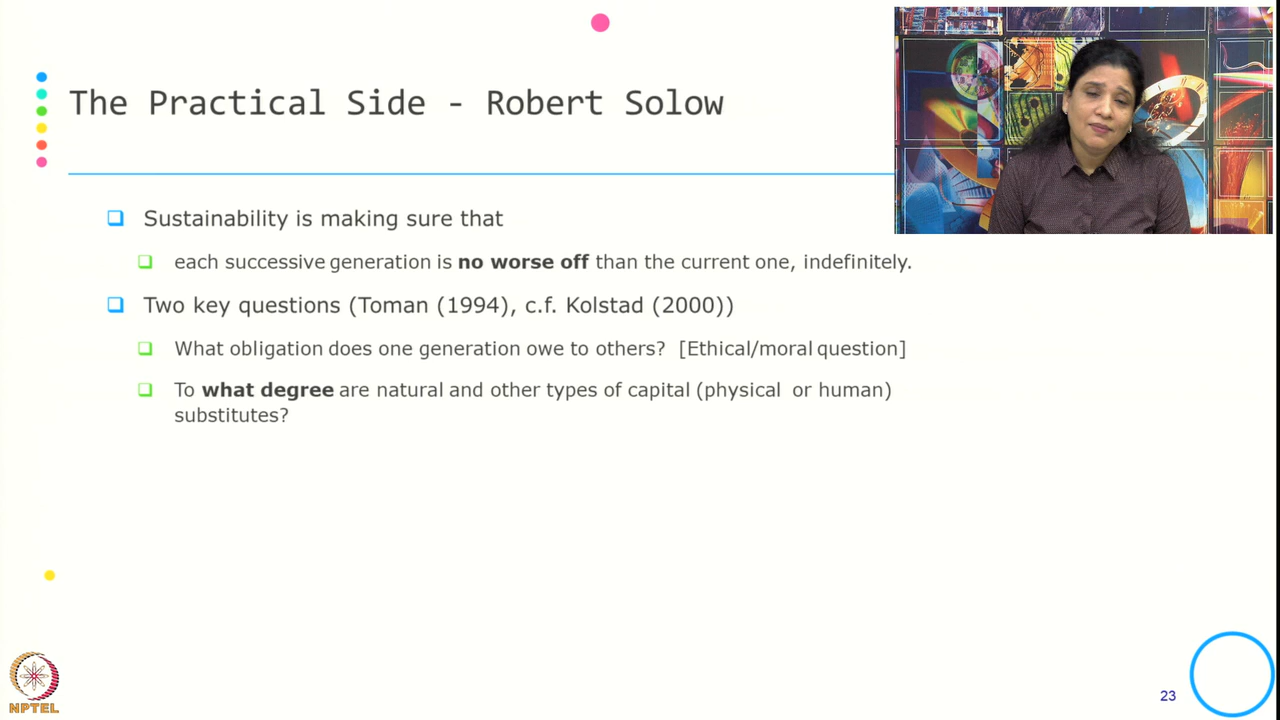 The Practical Side - Robert Solow
Sustainability is making sure that
each successive generation is no worse off than the current one, indefinitely.
Two key questions (Toman (1994), c.f. Kolstad (2000))
What obligation does one generation owe to others? [Ethical/moral question]
To what degree are natural and other types of capital (physical or human)
substitutes?
NPTEL
23